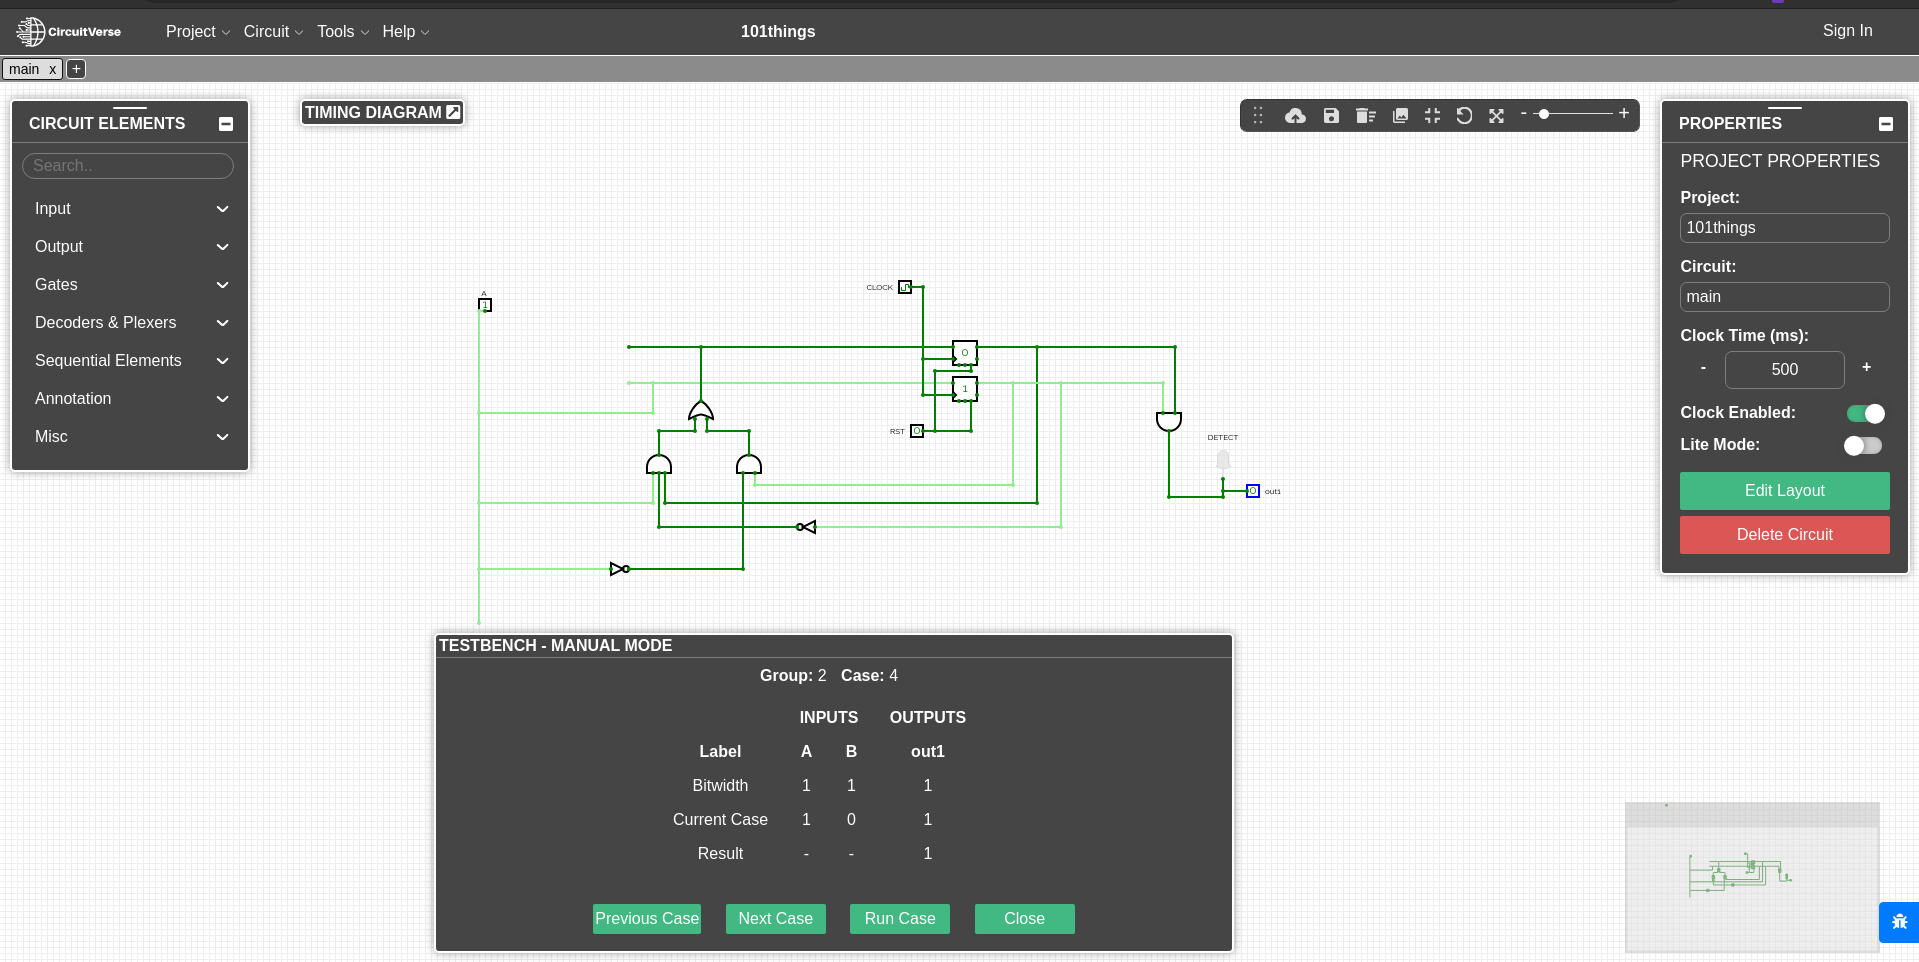 CircuitVerse Project Circuit Tools Help 101things Sign In
main x +
CIRCUIT ELEMENTS
Search..
Input
Output
Gates
Decoders & Plexers
Sequential Elements
Annotation
Misc
TIMING DIAGRAM
- +
PROPERTIES
PROJECT PROPERTIES
Project:
101things
Circuit:
main
Clock Time (ms):
- 500 +
Clock Enabled:
Lite Mode:
Edit Layout
Delete Circuit
CLOCK
A
1
0
1
RST 0
DETECT
0 out1
TESTBENCH - MANUAL MODE
Group: 2 Case: 4
INPUTS OUTPUTS
Label A B out1
Bitwidth 1 1 1
Current Case 1 0 1
Result - - 1
Previous Case Next Case Run Case Close